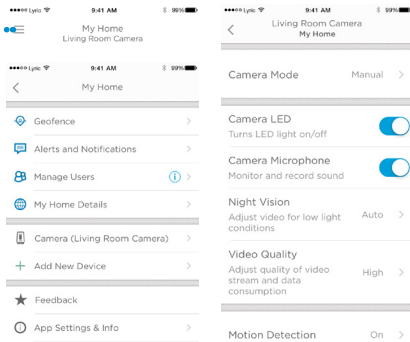 Lyric 9:41 AM 99%
My Home
Living Room Camera
Lyric 9:41 AM 99%
My Home
Geofence
Alerts and Notifications
Manage Users
My Home Details
Camera (Living Room Camera)
Add New Device
Feedback
App Settings & Info
Lyric 9:41 AM 99%
Living Room Camera
My Home
Camera Mode Manual
Camera LED
Turns LED light on/off
Camera Microphone
Monitor and record sound
Night Vision
Adjust video for low light Auto
conditions
Video Quality
Adjust quality of video
stream and data High
consumption
Motion Detection On